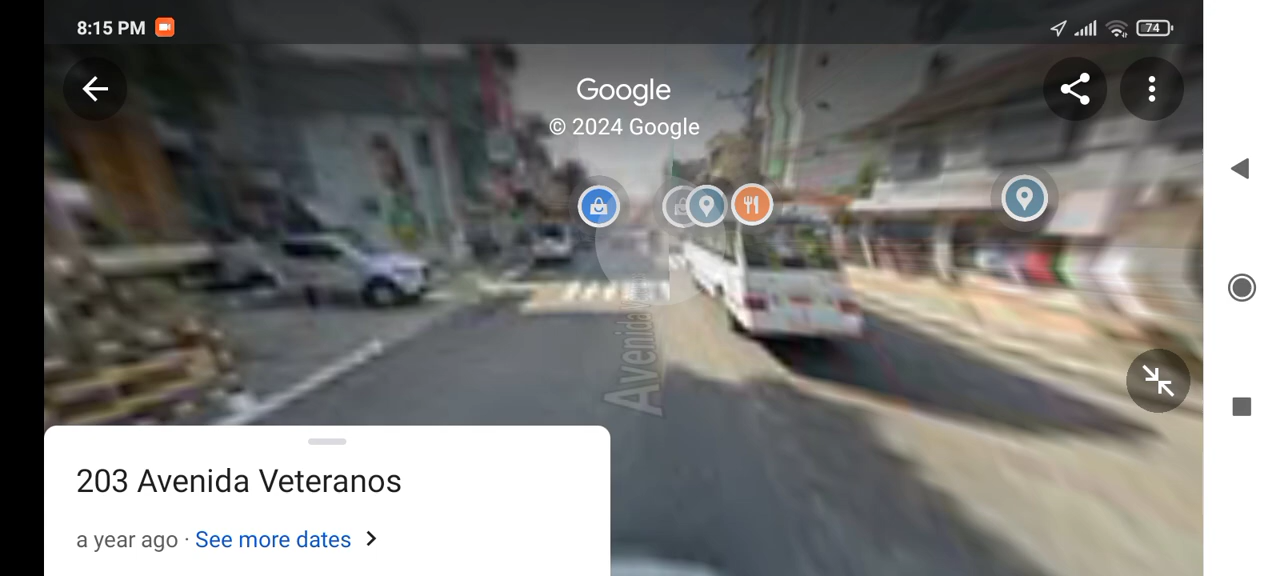 8:15 PM
74
Google
© 2024 Google
Avenida
203 Avenida Veteranos
a year ago · See more dates